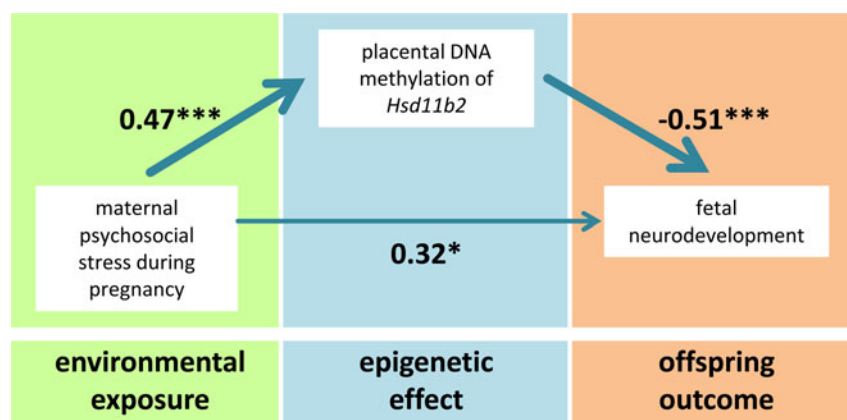 placental DNA
methylation of
Hsd11b2
0.47***
-0.51***
maternal
psychosocial
stress during
pregnancy
fetal
neurodevelopment
0.32*
environmental
exposure
epigenetic
effect
offspring
outcome